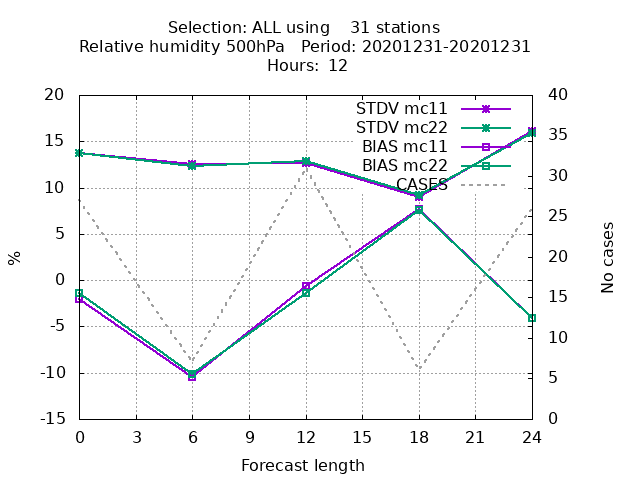 Selection: ALL using    31 stations
Relative humidity 500hPa   Period: 20201231-20201231
Hours: 12
STDV mc11
STDV mc22
BIAS mc11
BIAS mc22
CASES
20
15
10
5
0
-5
-10
-15
%
40
35
30
25
20
15
10
5
0
No cases
0 3 6 9 12 15 18 21 24
Forecast length